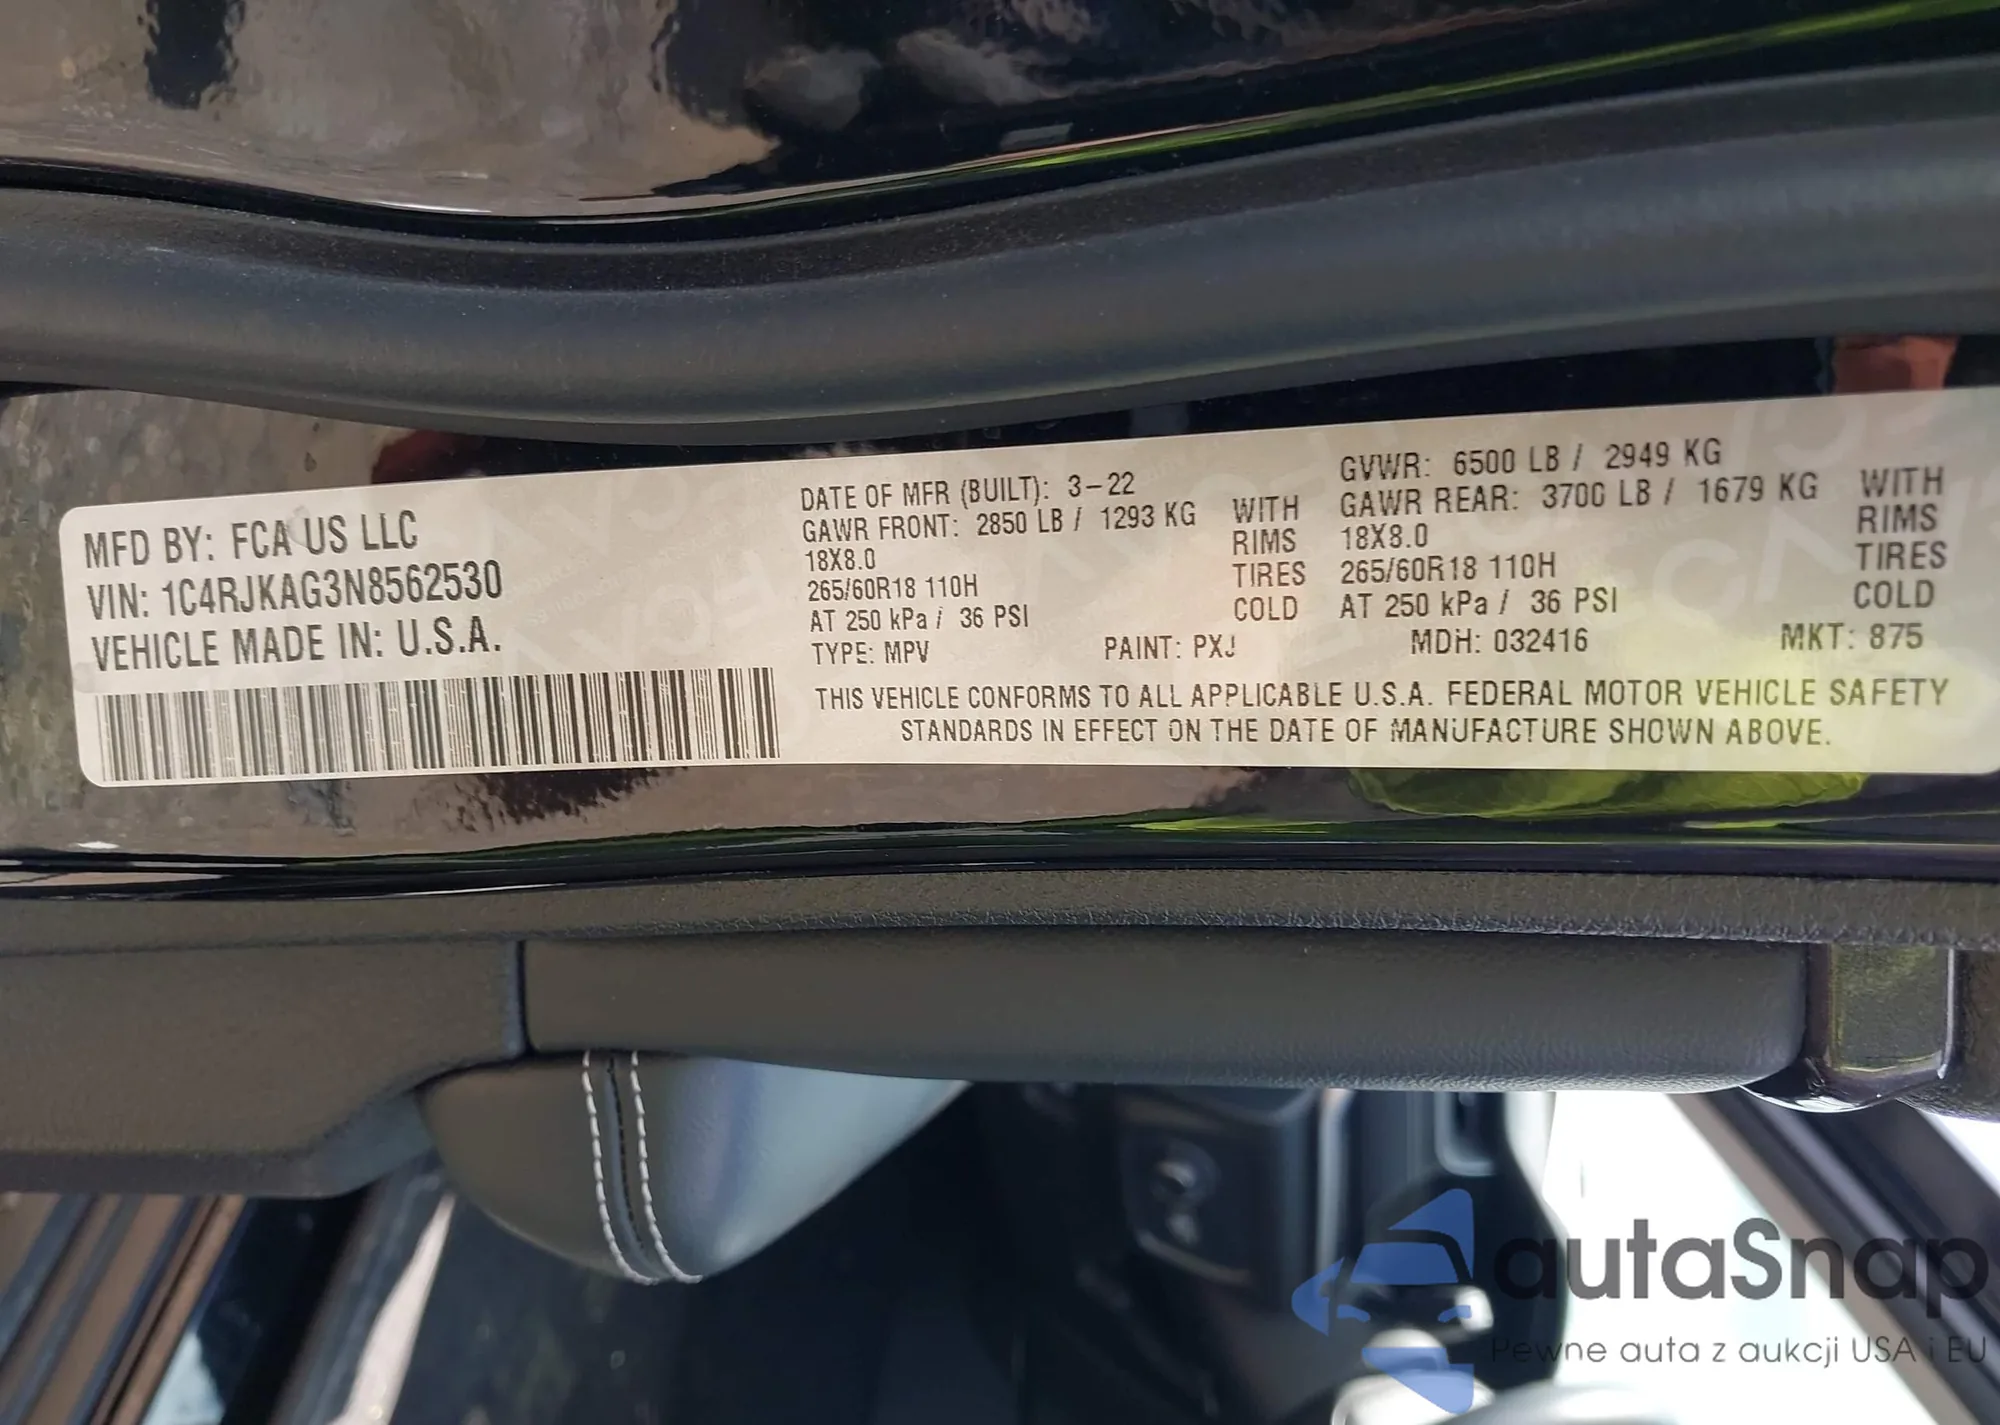 MFD BY: FCA US LLC
VIN: 1C4RJKAG3N8562530
VEHICLE MADE IN: U.S.A.
DATE OF MFR (BUILT): 3-22
GAWR FRONT: 2850 LB / 1293 KG WITH
18X8.0 RIMS
265/60R18 110H TIRES
AT 250 kPa / 36 PSI COLD
GVWR: 6500 LB / 2949 KG
GAWR REAR: 3700 LB / 1679 KG WITH
18X8.0 RIMS
265/60R18 110H TIRES
AT 250 kPa / 36 PSI COLD
TYPE: MPV PAINT: PXJ MDH: 032416 MKT: 875
THIS VEHICLE CONFORMS TO ALL APPLICABLE U.S.A. FEDERAL MOTOR VEHICLE SAFETY
STANDARDS IN EFFECT ON THE DATE OF MANUFACTURE SHOWN ABOVE.
autaSnap
Pewne auta z aukcji USA i EU